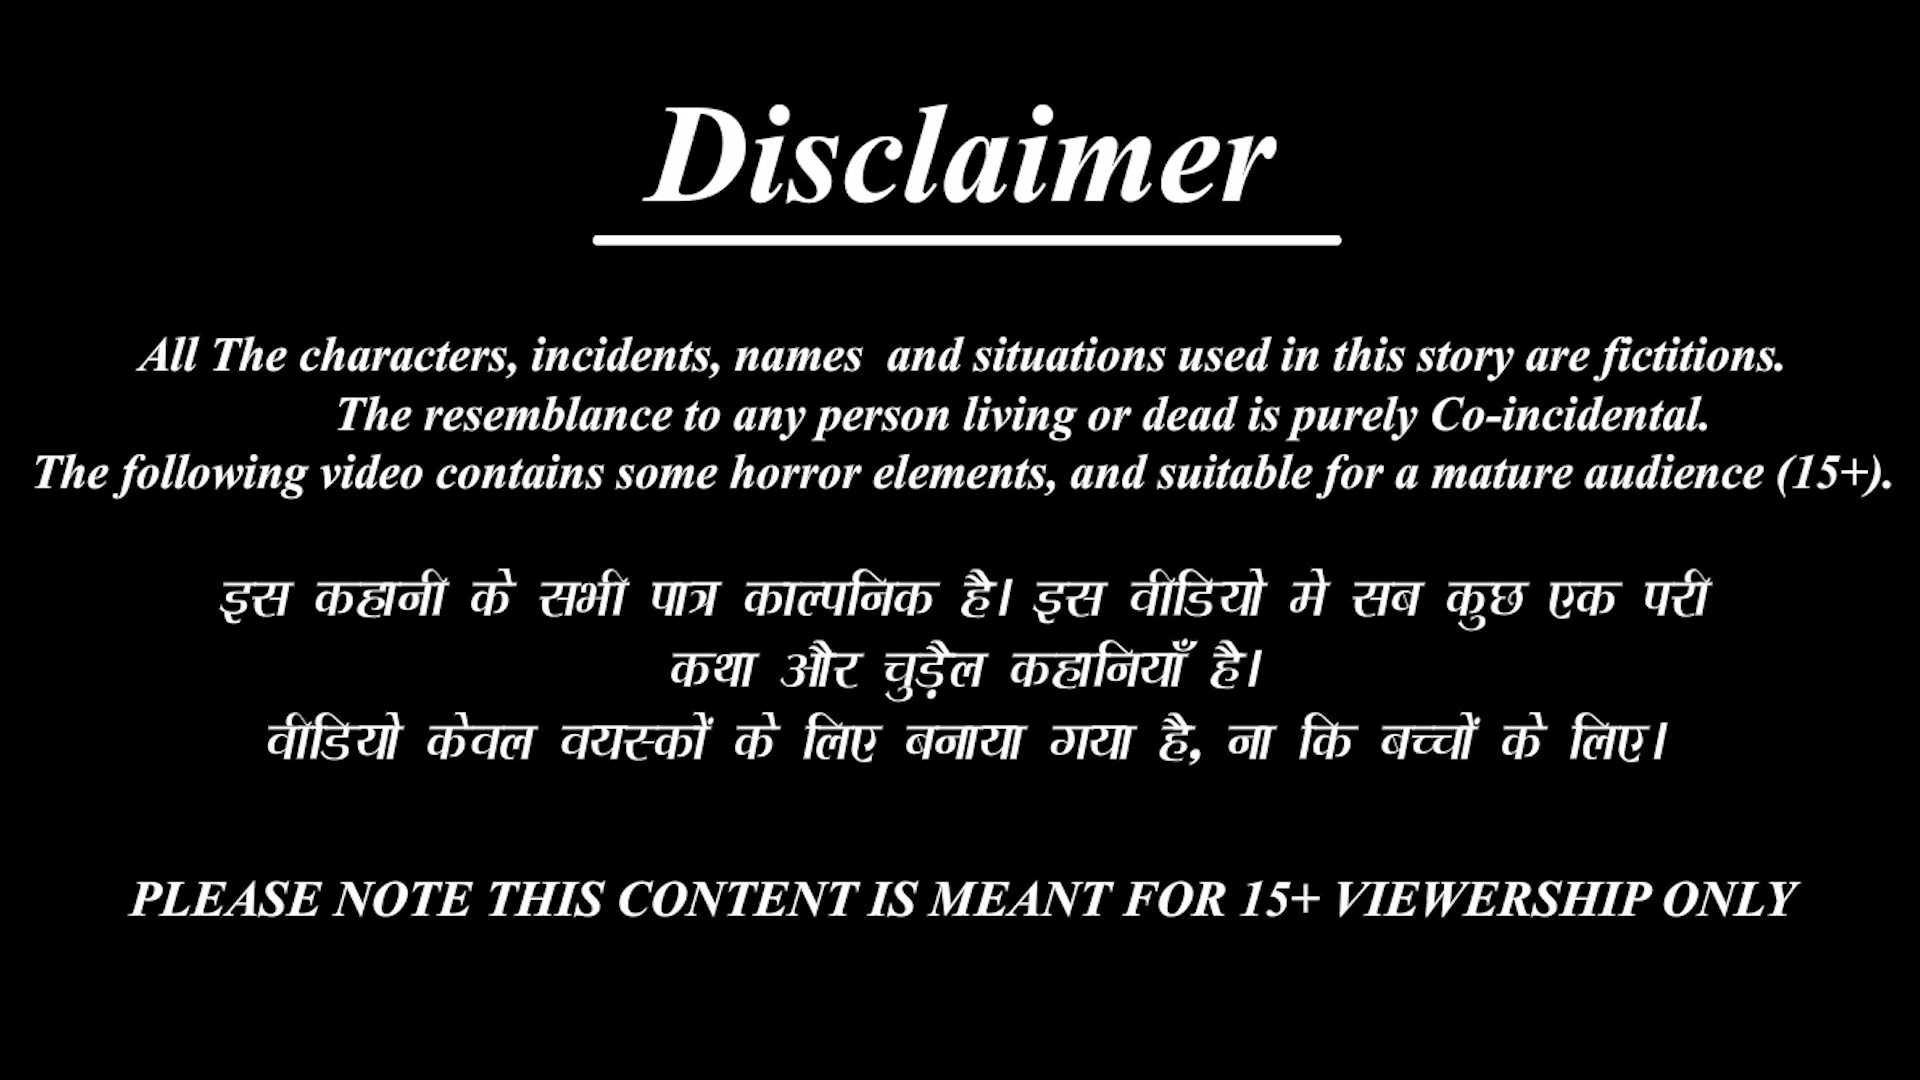 Disclaimer
All The characters, incidents, names and situations used in this story are fictitions.
The resemblance to any person living or dead is purely Co-incidental.
The following video contains some horror elements, and suitable for a mature audience (15+).
इस कहानी के सभी पात्र काल्पनिक है। इस वीडियो मे सब कुछ एक परी
कथा और चुड़ैल कहानियाँ है।
वीडियो केवल वयस्कों के लिए बनाया गया है, ना कि बच्चों के लिए।
PLEASE NOTE THIS CONTENT IS MEANT FOR 15+ VIEWERSHIP ONLY